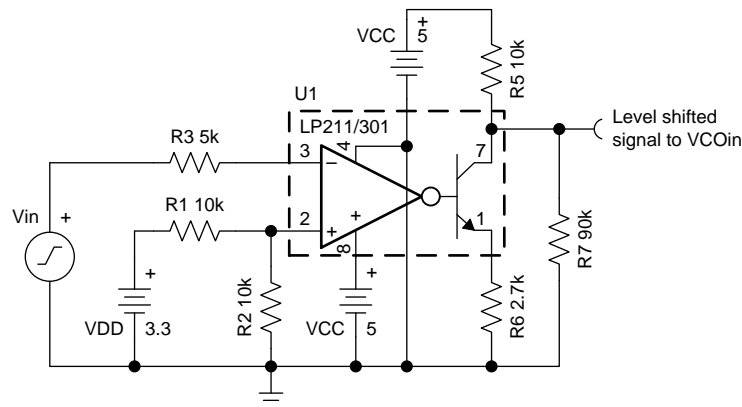 +
VCC
5
R5 10k
U1
LP211/301
Level shifted
signal to VCOin
R3 5k
3
−
4
7
Vin
+
R1 10k
2
+
+
8
1
+
+
R2 10k
R6 2.7k
R7 90k
VDD
3.3
VCC
5